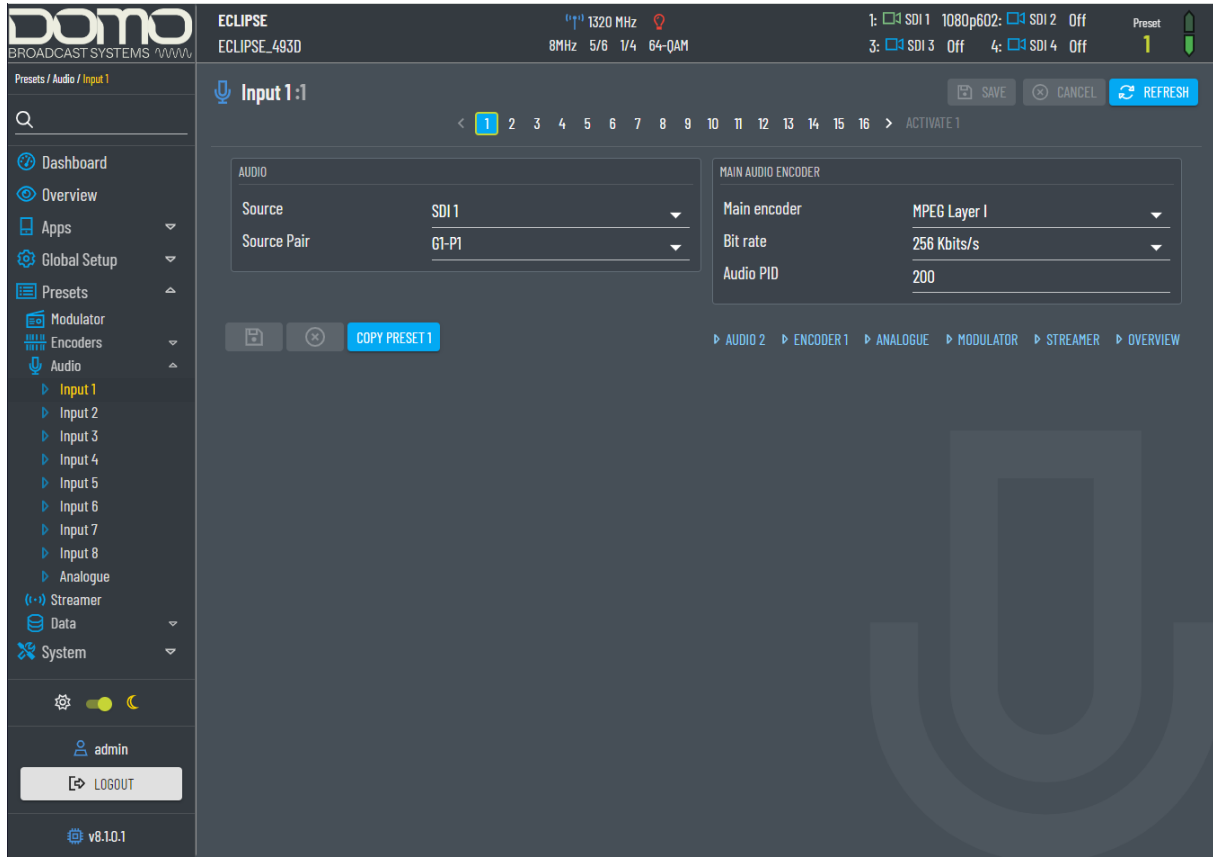 DOMO
BROADCAST SYSTEMS
ECLIPSE
ECLIPSE_493D
1320 MHz
8MHz 5/6 1/4 64-QAM
1: SDI 1 1080p60 2: SDI 2 Off
3: SDI 3 Off 4: SDI 4 Off
Preset
1
Presets / Audio / Input 1
Dashboard
Overview
Apps
Global Setup
Presets
Modulator
Encoders
Audio
Input 1
Input 2
Input 3
Input 4
Input 5
Input 6
Input 7
Input 8
Analogue
Streamer
Data
System
admin
LOGOUT
v8.1.0.1
Input 1 :1
SAVE CANCEL REFRESH
< 1 2 3 4 5 6 7 8 9 10 11 12 13 14 15 16 > ACTIVATE 1
AUDIO
Source SDI 1
Source Pair G1-P1
MAIN AUDIO ENCODER
Main encoder MPEG Layer I
Bit rate 256 Kbits/s
Audio PID 200
COPY PRESET 1
AUDIO 2 ENCODER 1 ANALOGUE MODULATOR STREAMER OVERVIEW